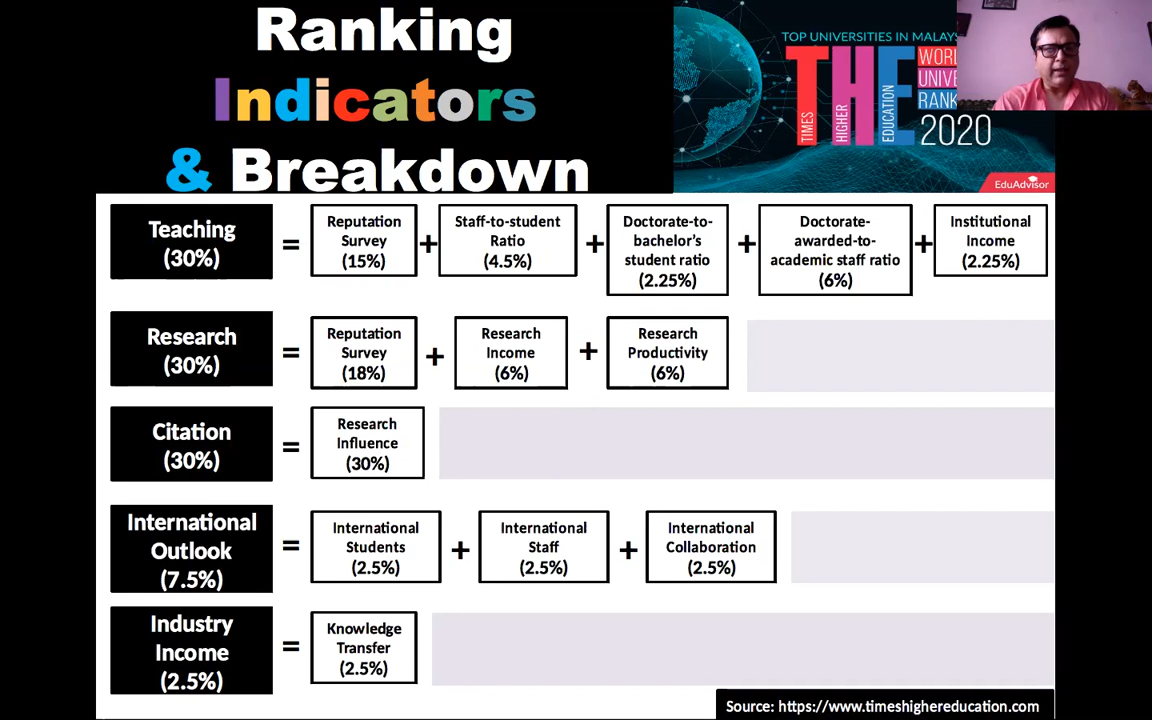 Ranking
Indicators
& Breakdown
TOP UNIVERSITIES IN MALAYS
THE
TIMES
HIGHER
EDUCATION
WORL
UNIVE
RANK
2020
EduAdvisor
Teaching
(30%)
=
Reputation
Survey
(15%)
+
Staff-to-student
Ratio
(4.5%)
+
Doctorate-to-
bachelor's
student ratio
(2.25%)
+
Doctorate-
awarded-to-
academic staff ratio
(6%)
+
Institutional
Income
(2.25%)
Research
(30%)
=
Reputation
Survey
(18%)
+
Research
Income
(6%)
+
Research
Productivity
(6%)
Citation
(30%)
=
Research
Influence
(30%)
International
Outlook
(7.5%)
=
International
Students
(2.5%)
+
International
Staff
(2.5%)
+
International
Collaboration
(2.5%)
Industry
Income
(2.5%)
=
Knowledge
Transfer
(2.5%)
Source: https://www.timeshighereducation.com